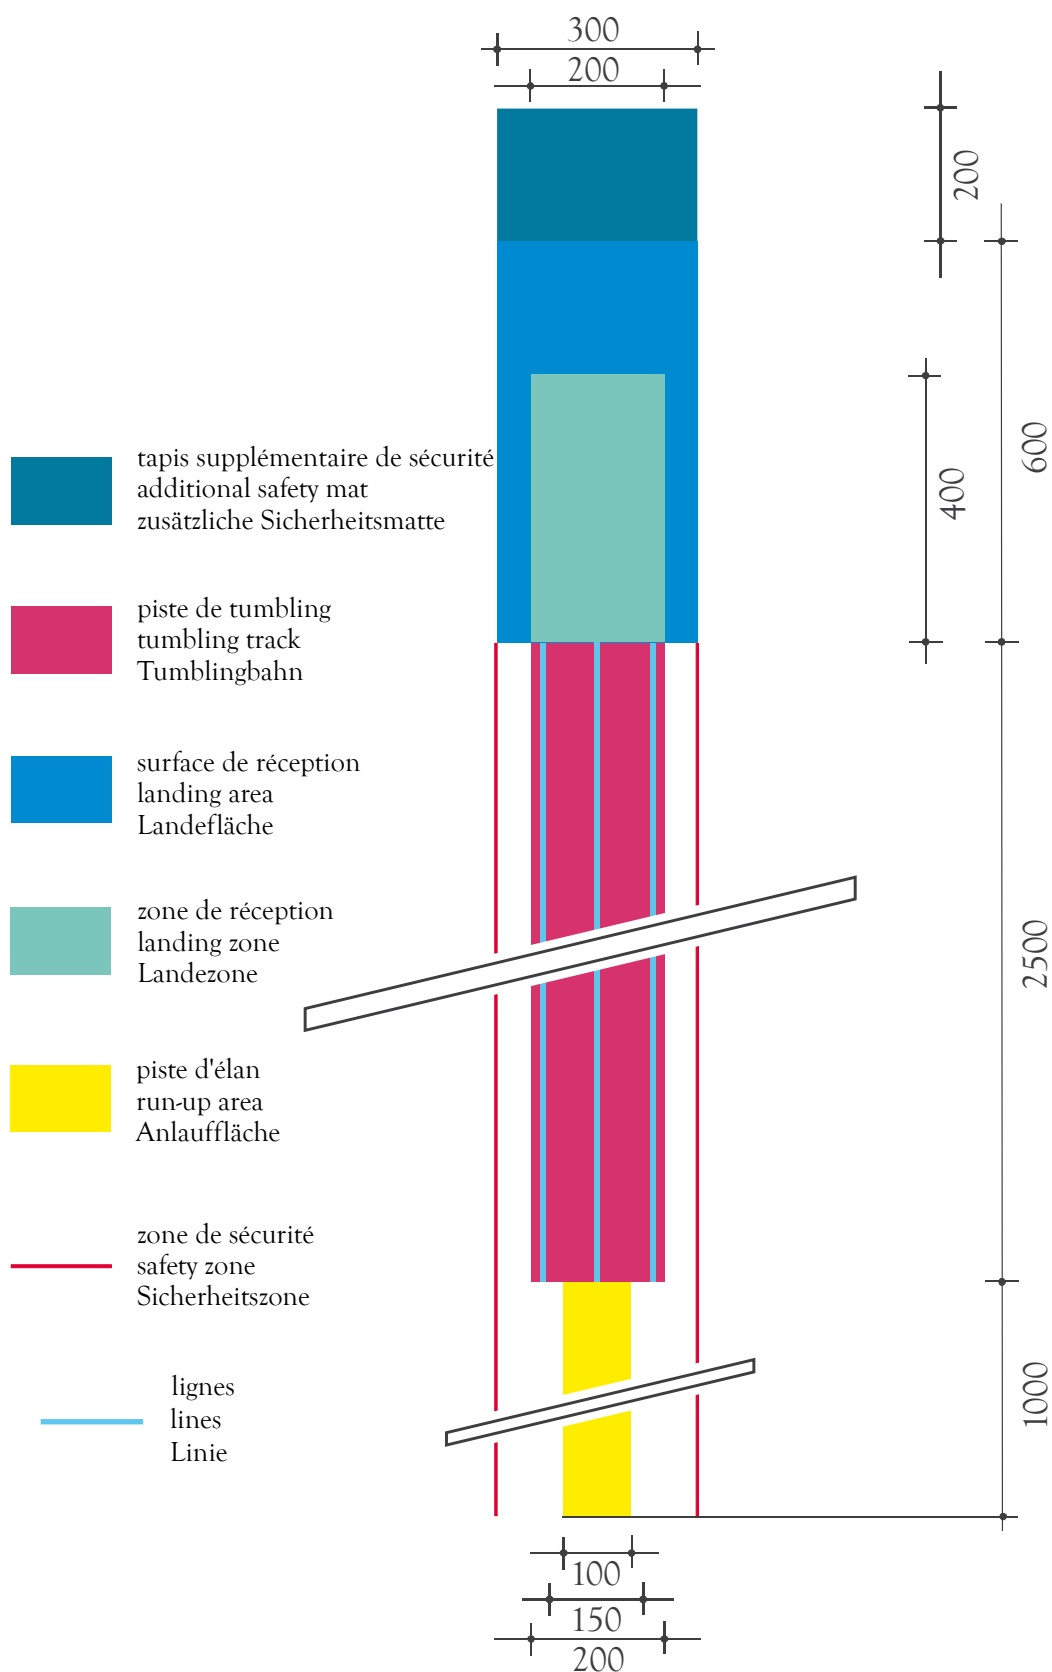 300
200
200
600
400
tapis supplémentaire de sécurité
additional safety mat
zusätzliche Sicherheitsmatte
piste de tumbling
tumbling track
Tumblingbahn
surface de réception
landing area
Landefläche
zone de réception
landing zone
Landezone
2500
piste d'élan
run-up area
Anlauffläche
zone de sécurité
safety zone
Sicherheitszone
lignes
lines
Linie
1000
100
150
200